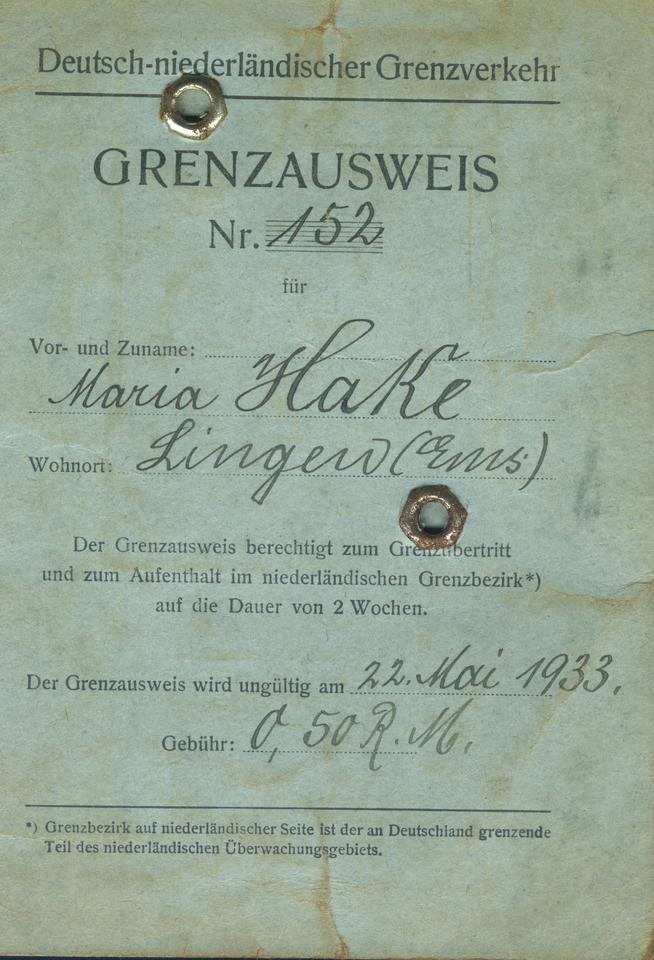 Deutsch-niederländischer Grenzverkehr
GRENZAUSWEIS
Nr. 152
für
Vor- und Zuname:
Maria Hake
Wohnort: Lingen (Ems)
Der Grenzausweis berechtigt zum Grenzübertritt
und zum Aufenthalt im niederländischen Grenzbezirk*)
auf die Dauer von 2 Wochen.
Der Grenzausweis wird ungültig am 22. Mai 1933.
Gebühr: 0,50 R.M.
*) Grenzbezirk auf niederländischer Seite ist der an Deutschland grenzende
Teil des niederländischen Überwachungsgebiets.